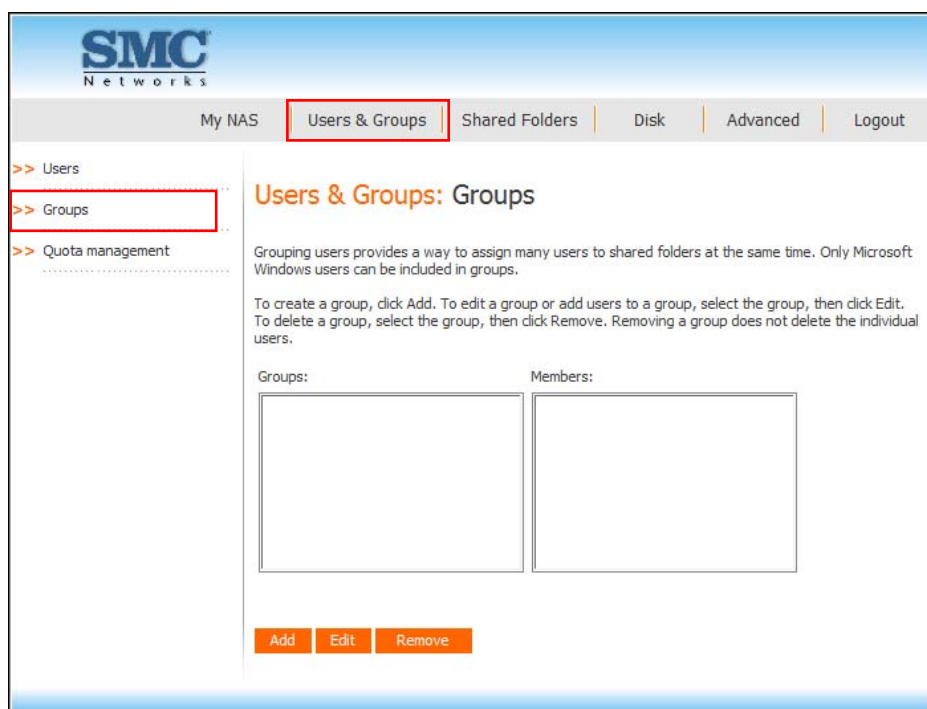 SMC
Networks
My NAS Users & Groups Shared Folders Disk Advanced Logout
>> Users
>> Groups
>> Quota management
Users & Groups: Groups
Grouping users provides a way to assign many users to shared folders at the same time. Only Microsoft
Windows users can be included in groups.
To create a group, click Add. To edit a group or add users to a group, select the group, then click Edit.
To delete a group, select the group, then click Remove. Removing a group does not delete the individual
users.
Groups: Members:
Add Edit Remove